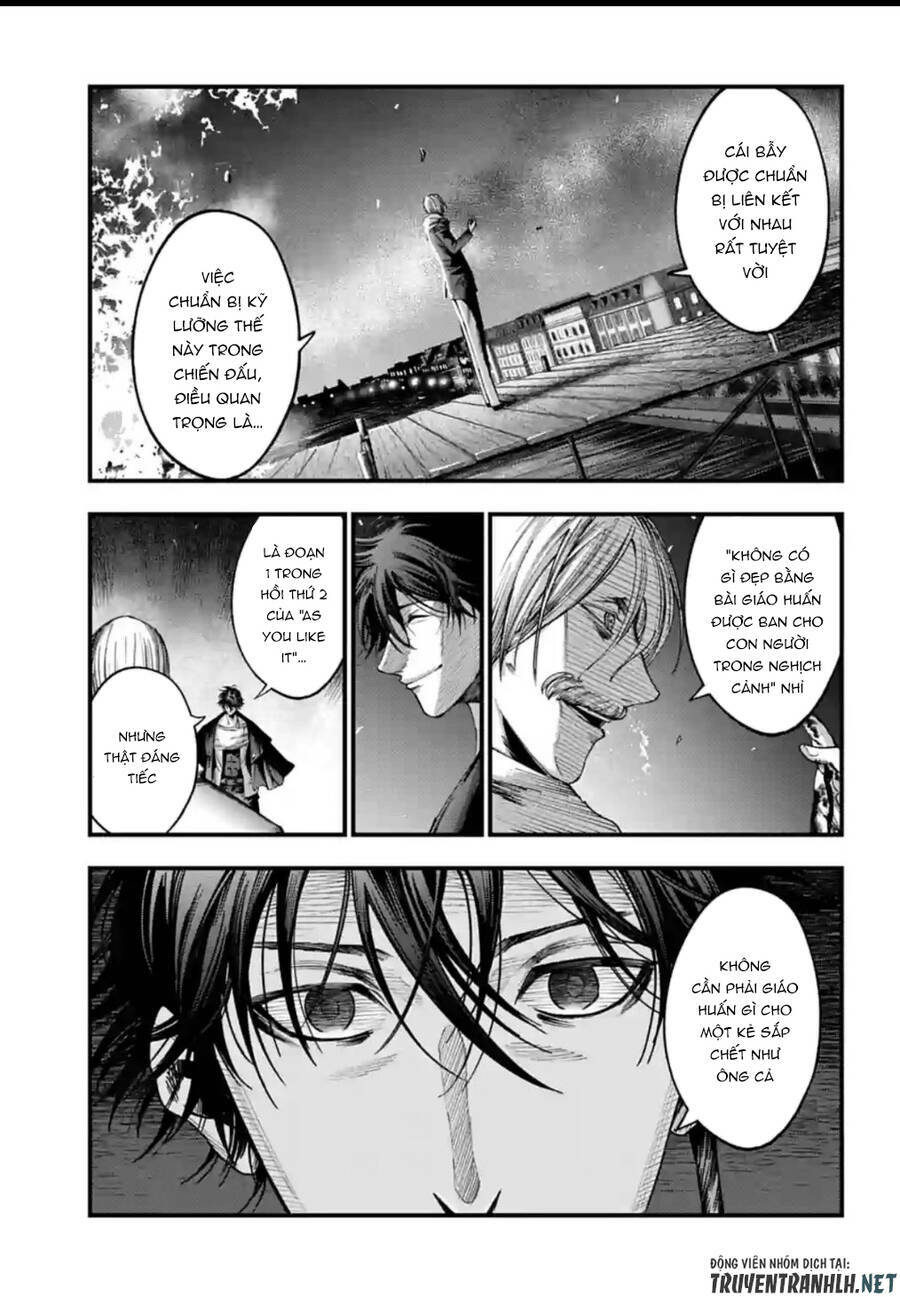 CÁI BẪY
ĐƯỢC CHUẨN
BỊ LIÊN KẾT
VỚI NHAU
RẤT TUYỆT
VỜI
VIỆC
CHUẨN BỊ KỸ
LƯỠNG THẾ
NÀY TRONG
CHIẾN ĐẤU,
ĐIỀU QUAN
TRỌNG LÀ...
"KHÔNG CÓ
GÌ ĐẸP BẰNG
BÀI GIÁO HUẤN
ĐƯỢC BAN CHO
CON NGƯỜI
TRONG NGHỊCH
CẢNH" NHỈ
LÀ ĐOẠN
1 TRONG
HỒI THỨ 2
CỦA "AS
YOU LIKE
IT"...
NHƯNG
THẬT ĐÁNG
TIẾC
KHÔNG
CẦN PHẢI GIÁO
HUẤN GÌ CHO
MỘT KẺ SẮP
CHẾT NHƯ
ÔNG CẢ
ĐỘNG VIÊN NHÓM DỊCH TẠI:
TRUYENTRANHLH.NET